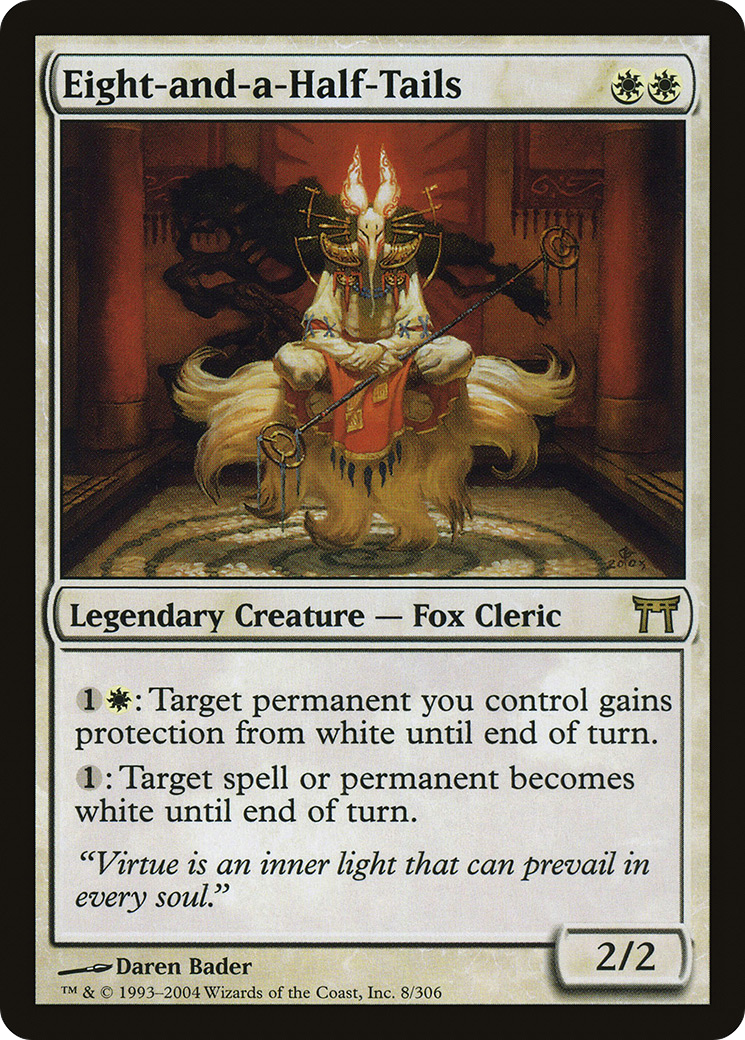 Eight-and-a-Half-Tails
2003
Legendary Creature — Fox Cleric
1: Target permanent you control gains
protection from white until end of turn.
1: Target spell or permanent becomes
white until end of turn.
“Virtue is an inner light that can prevail in
every soul.”
2/2
Daren Bader
™ & © 1993–2004 Wizards of the Coast, Inc. 8/306